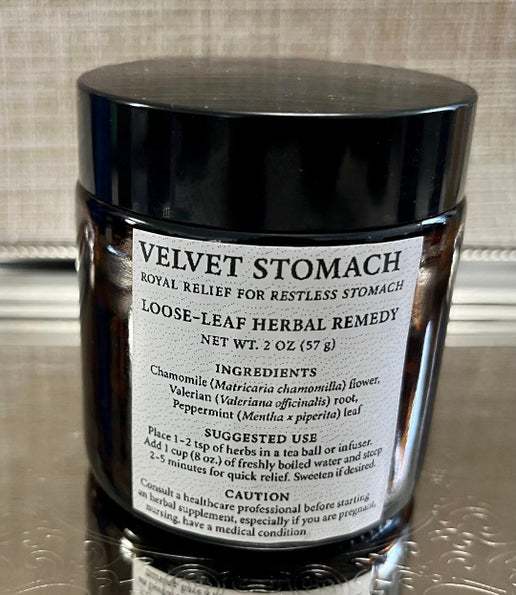 VELVET STOMACH
ROYAL RELIEF FOR RESTLESS STOMACH
LOOSE-LEAF HERBAL REMEDY
NET WT. 2 OZ (57 g)
INGREDIENTS
Chamomile (Matricaria chamomilla) flower,
Valerian (Valeriana officinalis) root,
Peppermint (Mentha x piperita) leaf
SUGGESTED USE
Place 1-2 tsp of herbs in a tea ball or infuser.
Add 1 cup (8 oz.) of freshly boiled water and steep
2-5 minutes for quick relief. Sweeten if desired.
CAUTION
Consult a healthcare professional before starting
an herbal supplement, especially if you are pregnant,
nursing, have a medical condition